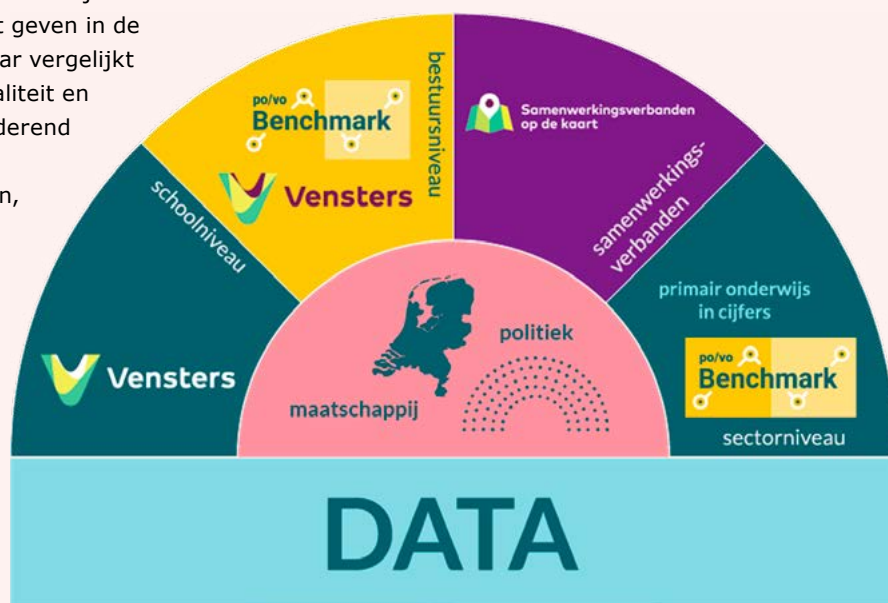 t geven in de
ar vergelijkt
aliteit en
derend
n,
schoolniveau
Vensters
po/vo
Benchmark
Vensters
bestuursniveau
Samenwerkingsverbanden
op de kaart
samenwerkings-
verbanden
primair onderwijs
in cijfers
po/vo
Benchmark
sectorniveau
politiek
maatschappij
DATA